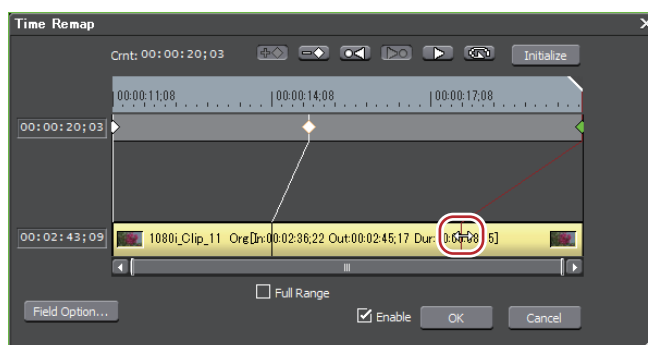 Time Remap
Crnt: 00:00:20;03
Initialize
00:00:11;08 00:00:14;08 00:00:17;08
00:00:20;03
00:02:43;09 1080i_Clip_11 Org[In:00:02:36;22 Out:00:02:45;17 Dur:
Full Range
Field Option... Enable OK Cancel